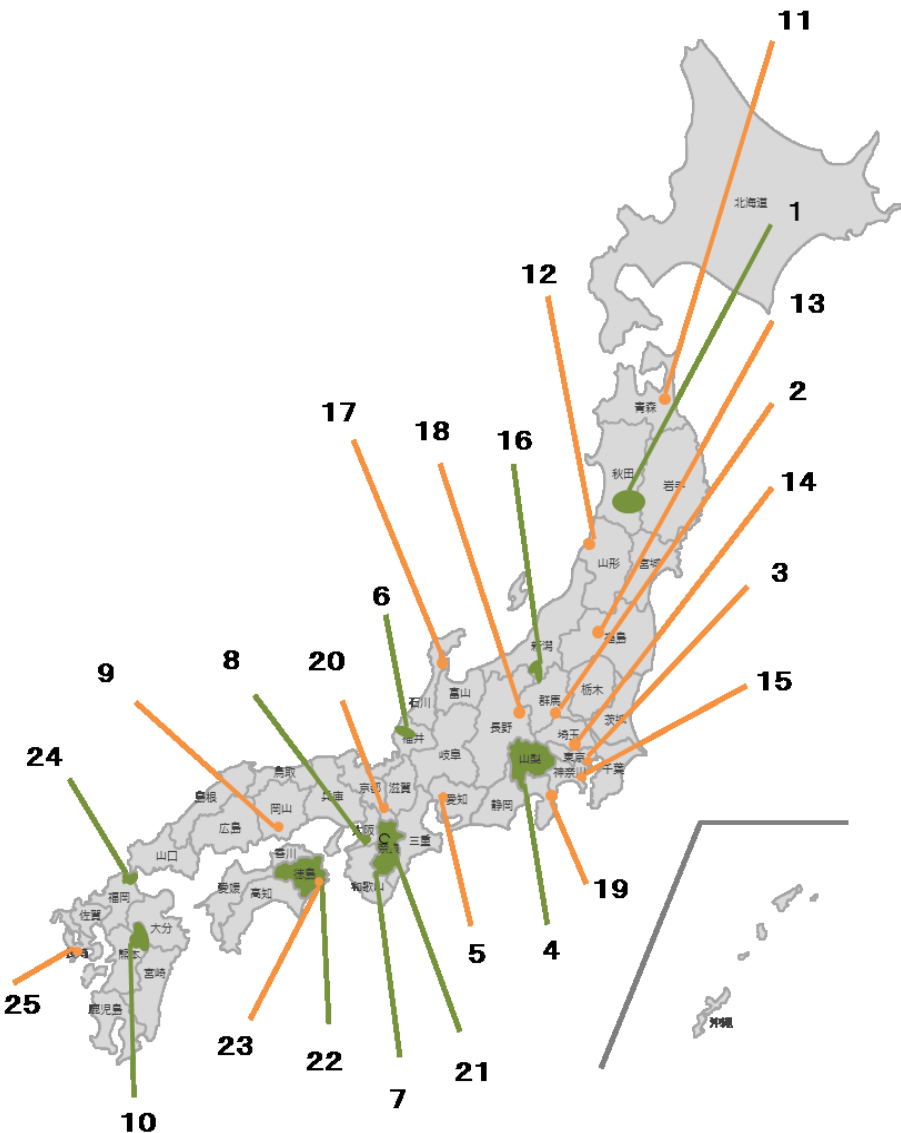 11
北海道
1
12
13
青森
2
17
18
16
秋田
岩手
14
山形
宮城
3
6
新潟
福島
8
20
9
富山
群馬
栃木
15
石川
長野
茨城
埼玉
福井
24
岐阜
山梨
東京
鳥取
神奈川
千葉
京都
滋賀
島根
兵庫
岡山
愛知
静岡
広島
大阪
三重
奈良
山口
香川
徳島
和歌山
愛媛
19
福岡
高知
佐賀
大分
5
4
長崎
熊本
宮崎
25
鹿児島
沖縄
23
22
21
7
10